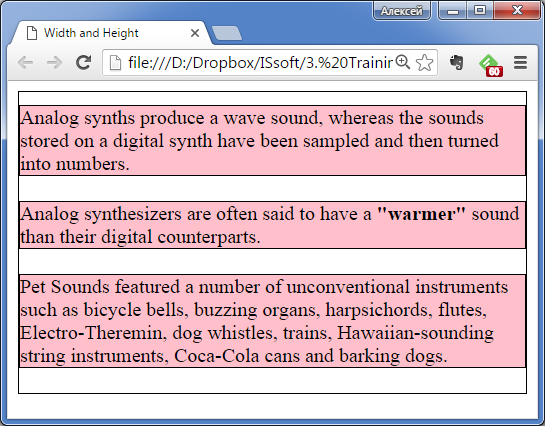 Алексей
Width and Height
file:///D:/Dropbox/ISsoft/3.%20Trainin
60
Analog synths produce a wave sound, whereas the sounds
stored on a digital synth have been sampled and then turned
into numbers.
Analog synthesizers are often said to have a "warmer" sound
than their digital counterparts.
Pet Sounds featured a number of unconventional instruments
such as bicycle bells, buzzing organs, harpsichords, flutes,
Electro-Theremin, dog whistles, trains, Hawaiian-sounding
string instruments, Coca-Cola cans and barking dogs.